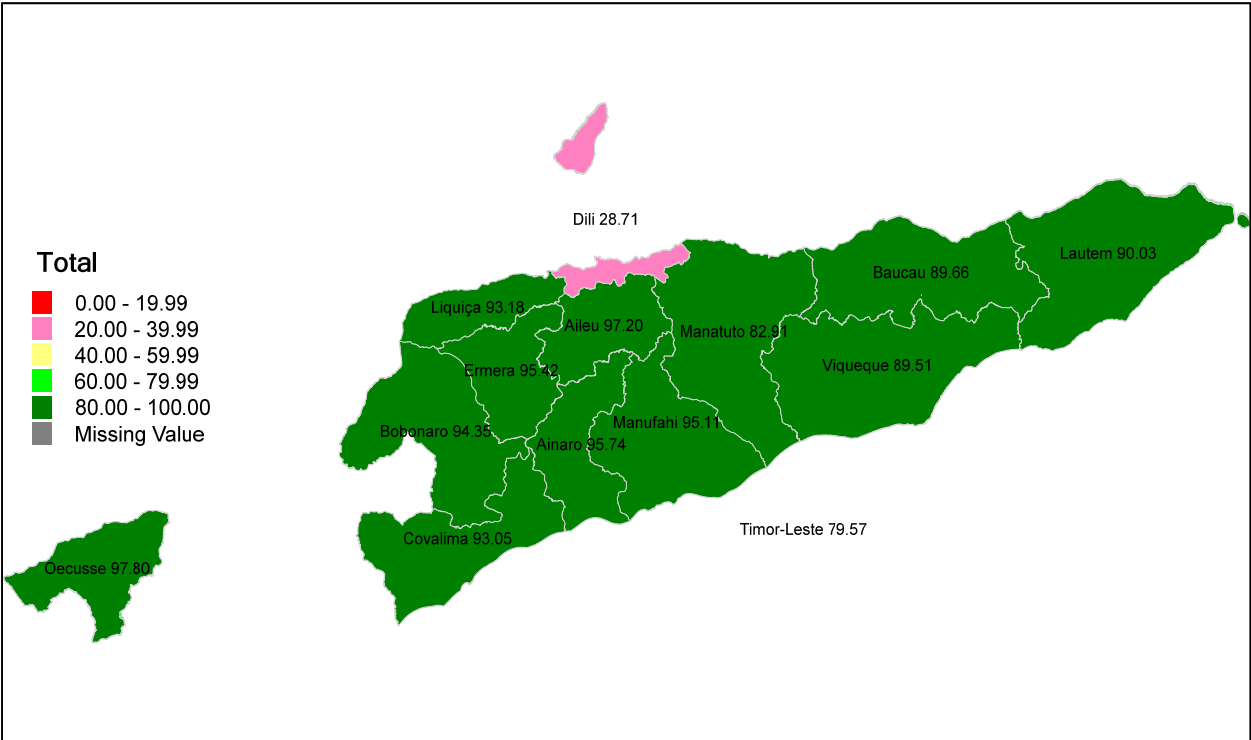 Dili 28.71
Total
0.00 - 19.99
20.00 - 39.99
40.00 - 59.99
60.00 - 79.99
80.00 - 100.00
Missing Value
Lautem 90.03
Baucau 89.66
Liquiça 93.18
Aileu 97.20
Manatuto 82.91
Viqueque 89.51
Ermera 95.42
Manufahi 95.11
Bobonaro 94.35
Ainaro 95.74
Timor-Leste 79.57
Covalima 93.05
Oecusse 97.80